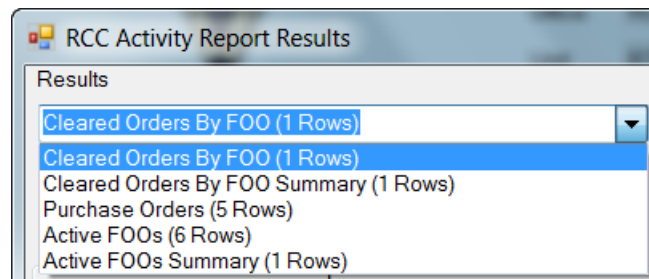 RCC Activity Report Results
Results
Cleared Orders By FOO (1 Rows)
Cleared Orders By FOO (1 Rows)
Cleared Orders By FOO Summary (1 Rows)
Purchase Orders (5 Rows)
Active FOOs (6 Rows)
Active FOOs Summary (1 Rows)